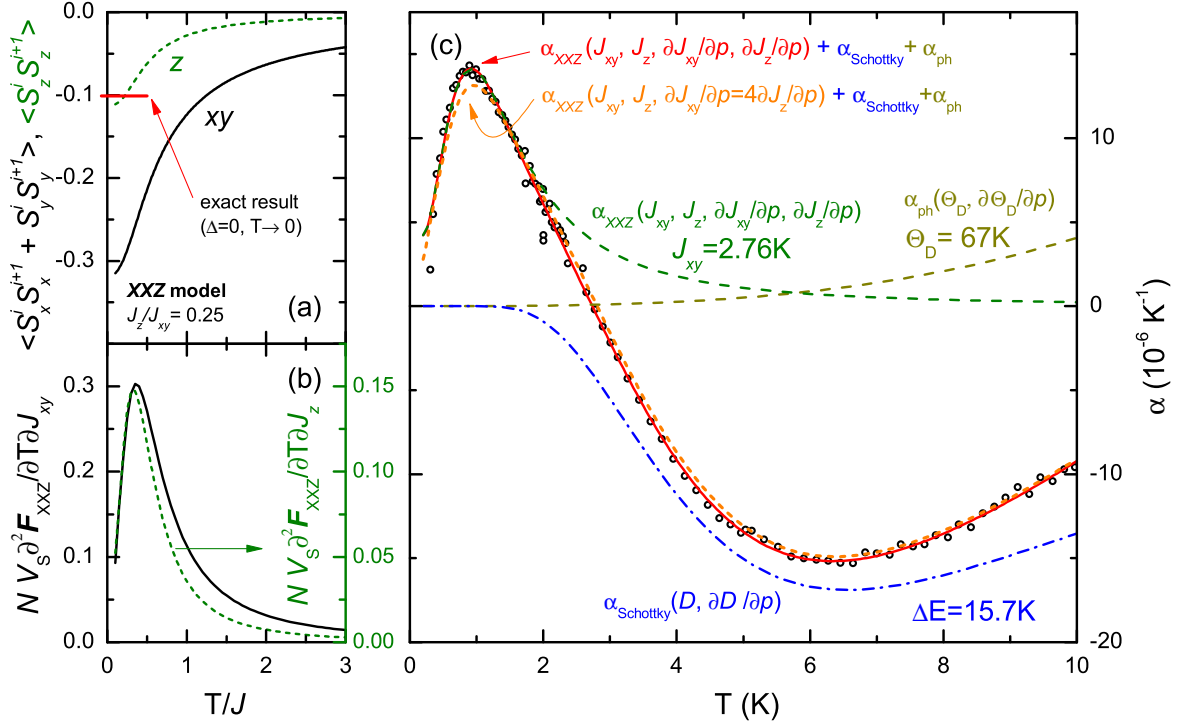 <S^i_x S^{i+1}_x + S^i_y S^{i+1}_y>, <S^i_z S^{i+1}_z>
0.0
-0.1
-0.2
-0.3
z
xy
exact result
(Δ=0, T→ 0)
XXZ model
J_z/J_xy = 0.25
(a)
N V_S ∂²F_XXZ/∂T∂J_xy
0.3
0.2
0.1
0.0
(b)
0.15
0.10
0.05
0.00
N V_S ∂²F_XXZ/∂T∂J_z
0 1 2 3
T/J
(c)
α_XXZ(J_xy, J_z, ∂J_xy/∂p, ∂J_z/∂p) + α_Schottky + α_ph
α_XXZ(J_xy, J_z, ∂J_xy/∂p=4∂J_z/∂p) + α_Schottky +α_ph
α_XXZ(J_xy, J_z, ∂J_xy/∂p, ∂J_z/∂p)
J_xy=2.76K
α_ph(Θ_D, ∂Θ_D/∂p)
Θ_D = 67K
α_Schottky(D, ∂D /∂p)
ΔE=15.7K
10
0
-10
-20
α (10⁻⁶ K⁻¹)
0 2 4 6 8 10
T (K)